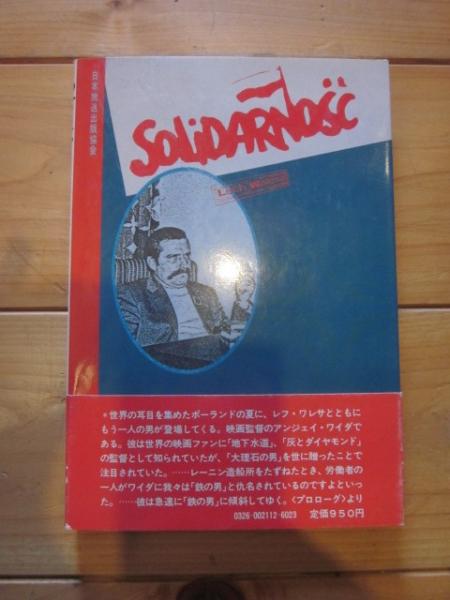 日本放送出版協会
SOLiDARNOŚĆ
Lech Wałęsa
*世界の耳目を集めたポーランドの夏に、レフ・ワレサとともに
もう一人の男が登場してくる。映画監督のアンジェイ・ワイダで
ある。彼は世界の映画ファンに「地下水道」、「灰とダイヤモンド」
の監督として知られていたが、「大理石の男」を世に贈ったことで
注目されていた。……レーニン造船所をたずねたとき、労働者の
一人がワイダに我々は「鉄の男」と仇名されているのですよといっ
た。……彼は急速に「鉄の男」に傾斜してゆく。〈プロローグ〉より
0326-002112-6023 定価950円